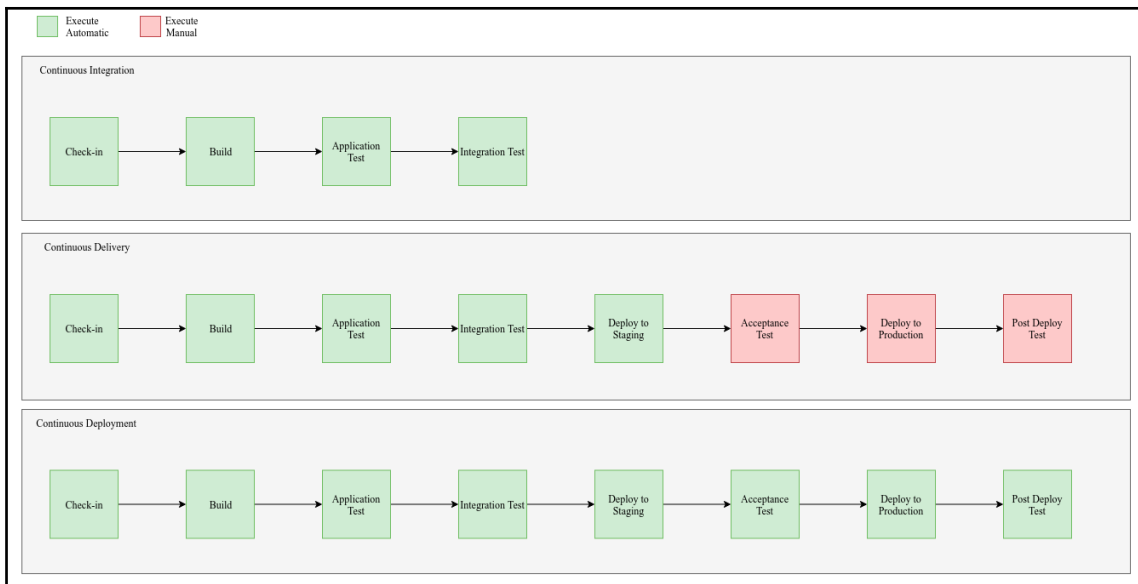 Execute
Automatic
Execute
Manual
Continuous Integration
Check-in
Build
Application
Test
Integration Test
Continuous Delivery
Check-in
Build
Application
Test
Integration Test
Deploy to
Staging
Acceptance
Test
Deploy to
Production
Post Deploy
Test
Continuous Deployment
Check-in
Build
Application
Test
Integration Test
Deploy to
Staging
Acceptance
Test
Deploy to
Production
Post Deploy
Test